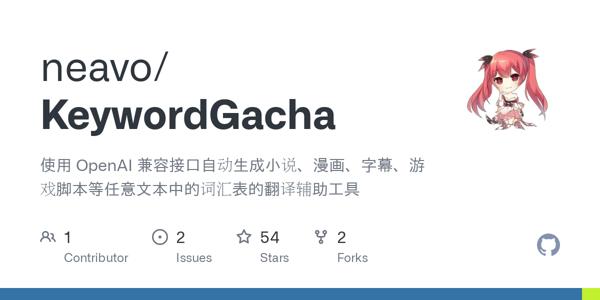 neavo/
KeywordGacha
使用 OpenAI 兼容接口自动生成小说、漫画、字幕、游
戏脚本等任意文本中的词汇表的翻译辅助工具
1 2 54 2
Contributor Issues Stars Forks